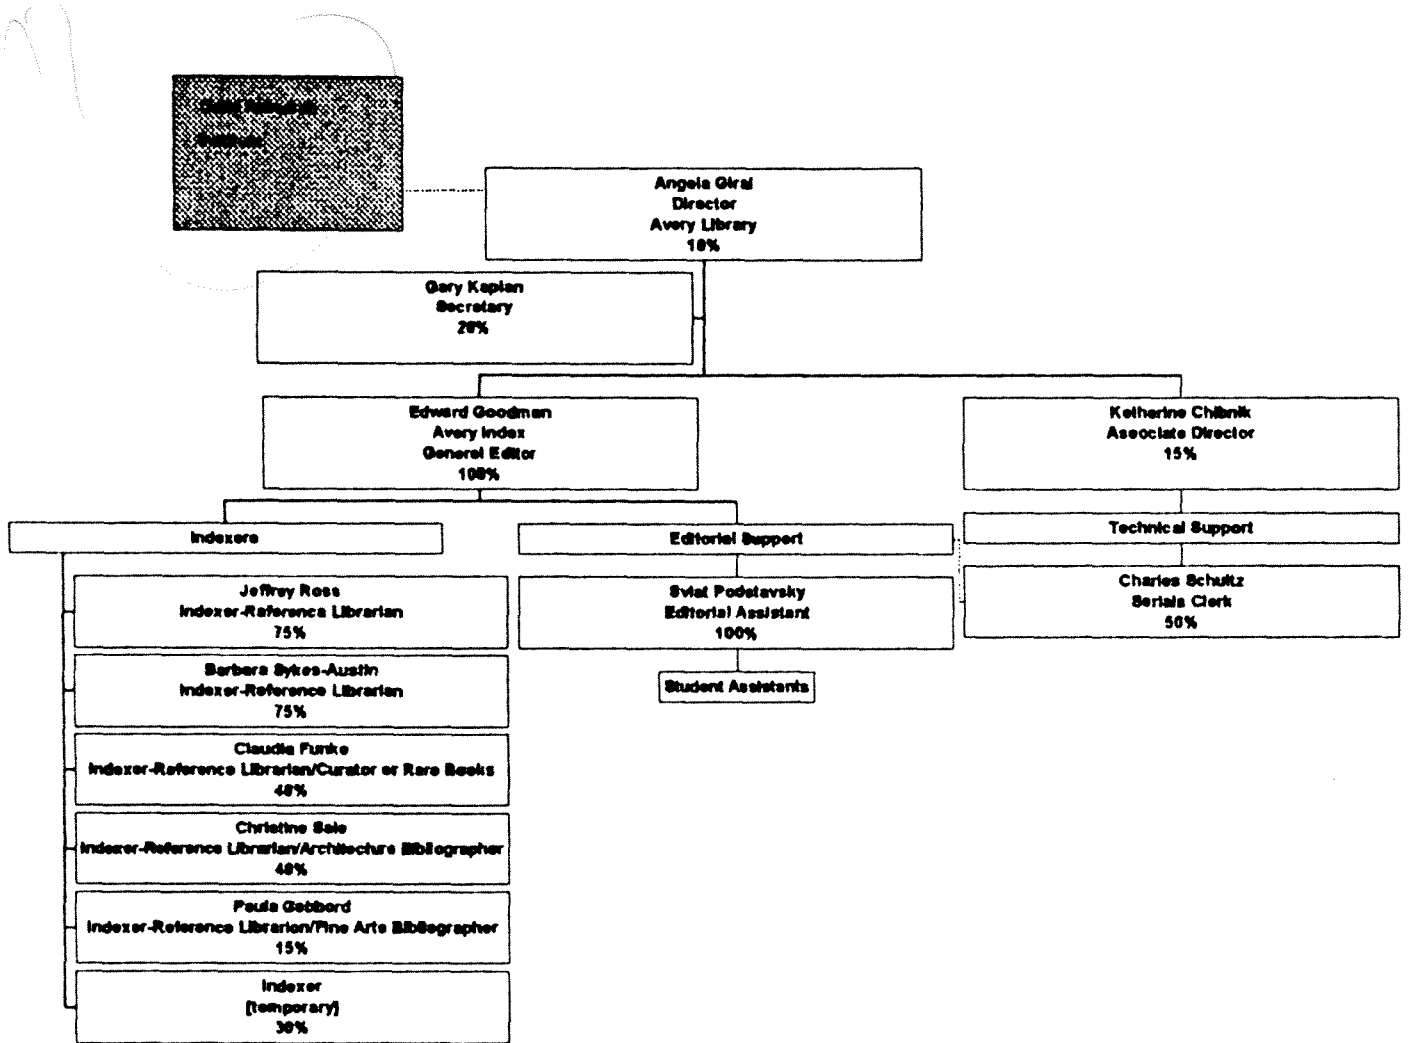 Institute
Angela Giral
Director
Avery Library
10%
Gary Kaplan
Secretary
20%
Edward Goodman
Avery Index
General Editor
100%
Katherine Chibnik
Associate Director
15%
Indexers
Editorial Support
Technical Support
Jeffrey Ross
Indexer-Reference Librarian
75%
Sviat Podstavsky
Editorial Assistant
100%
Charles Schultz
Serials Clerk
50%
Barbara Sykes-Austin
Indexer-Reference Librarian
75%
Student Assistants
Claudia Funke
Indexer-Reference Librarian/Curator or Rare Books
40%
Christine Sale
Indexer-Reference Librarian/Architecture Bibliographer
40%
Paula Gabbard
Indexer-Reference Librarian/Fine Arts Bibliographer
15%
Indexer
[temporary]
30%